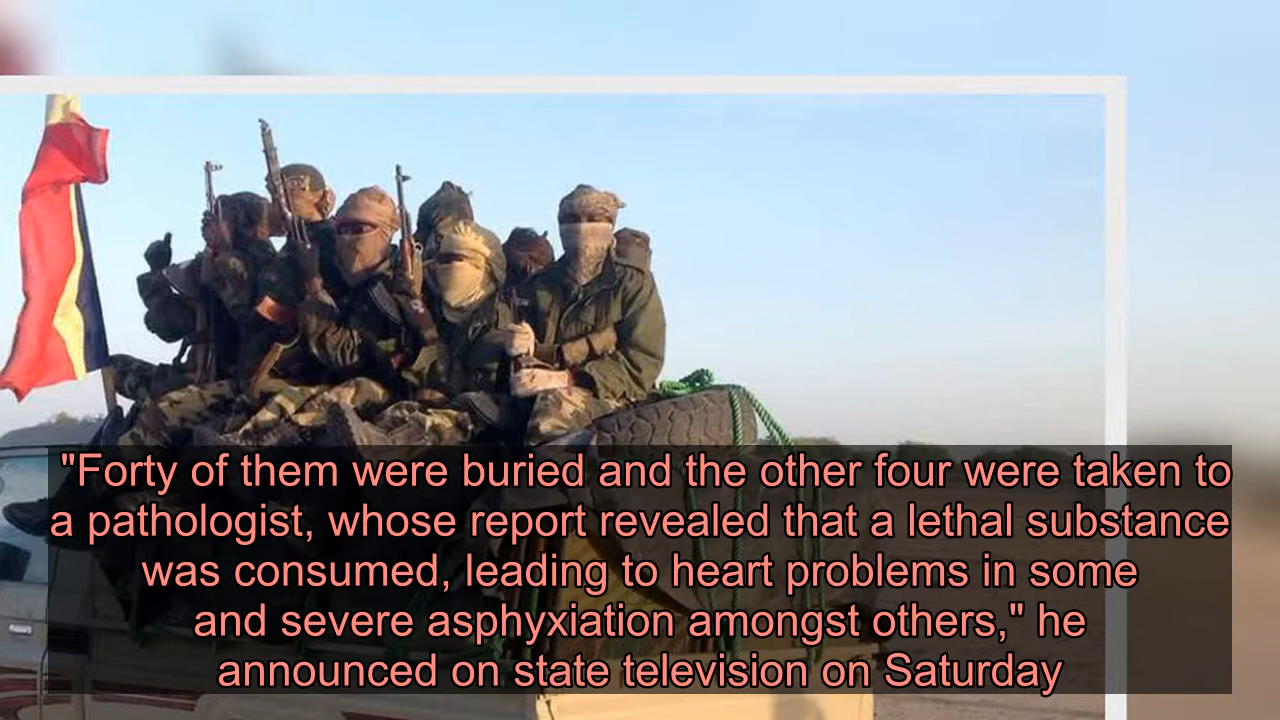 "Forty of them were buried and the other four were taken to
a pathologist, whose report revealed that a lethal substance
was consumed, leading to heart problems in some
and severe asphyxiation amongst others," he
announced on state television on Saturday